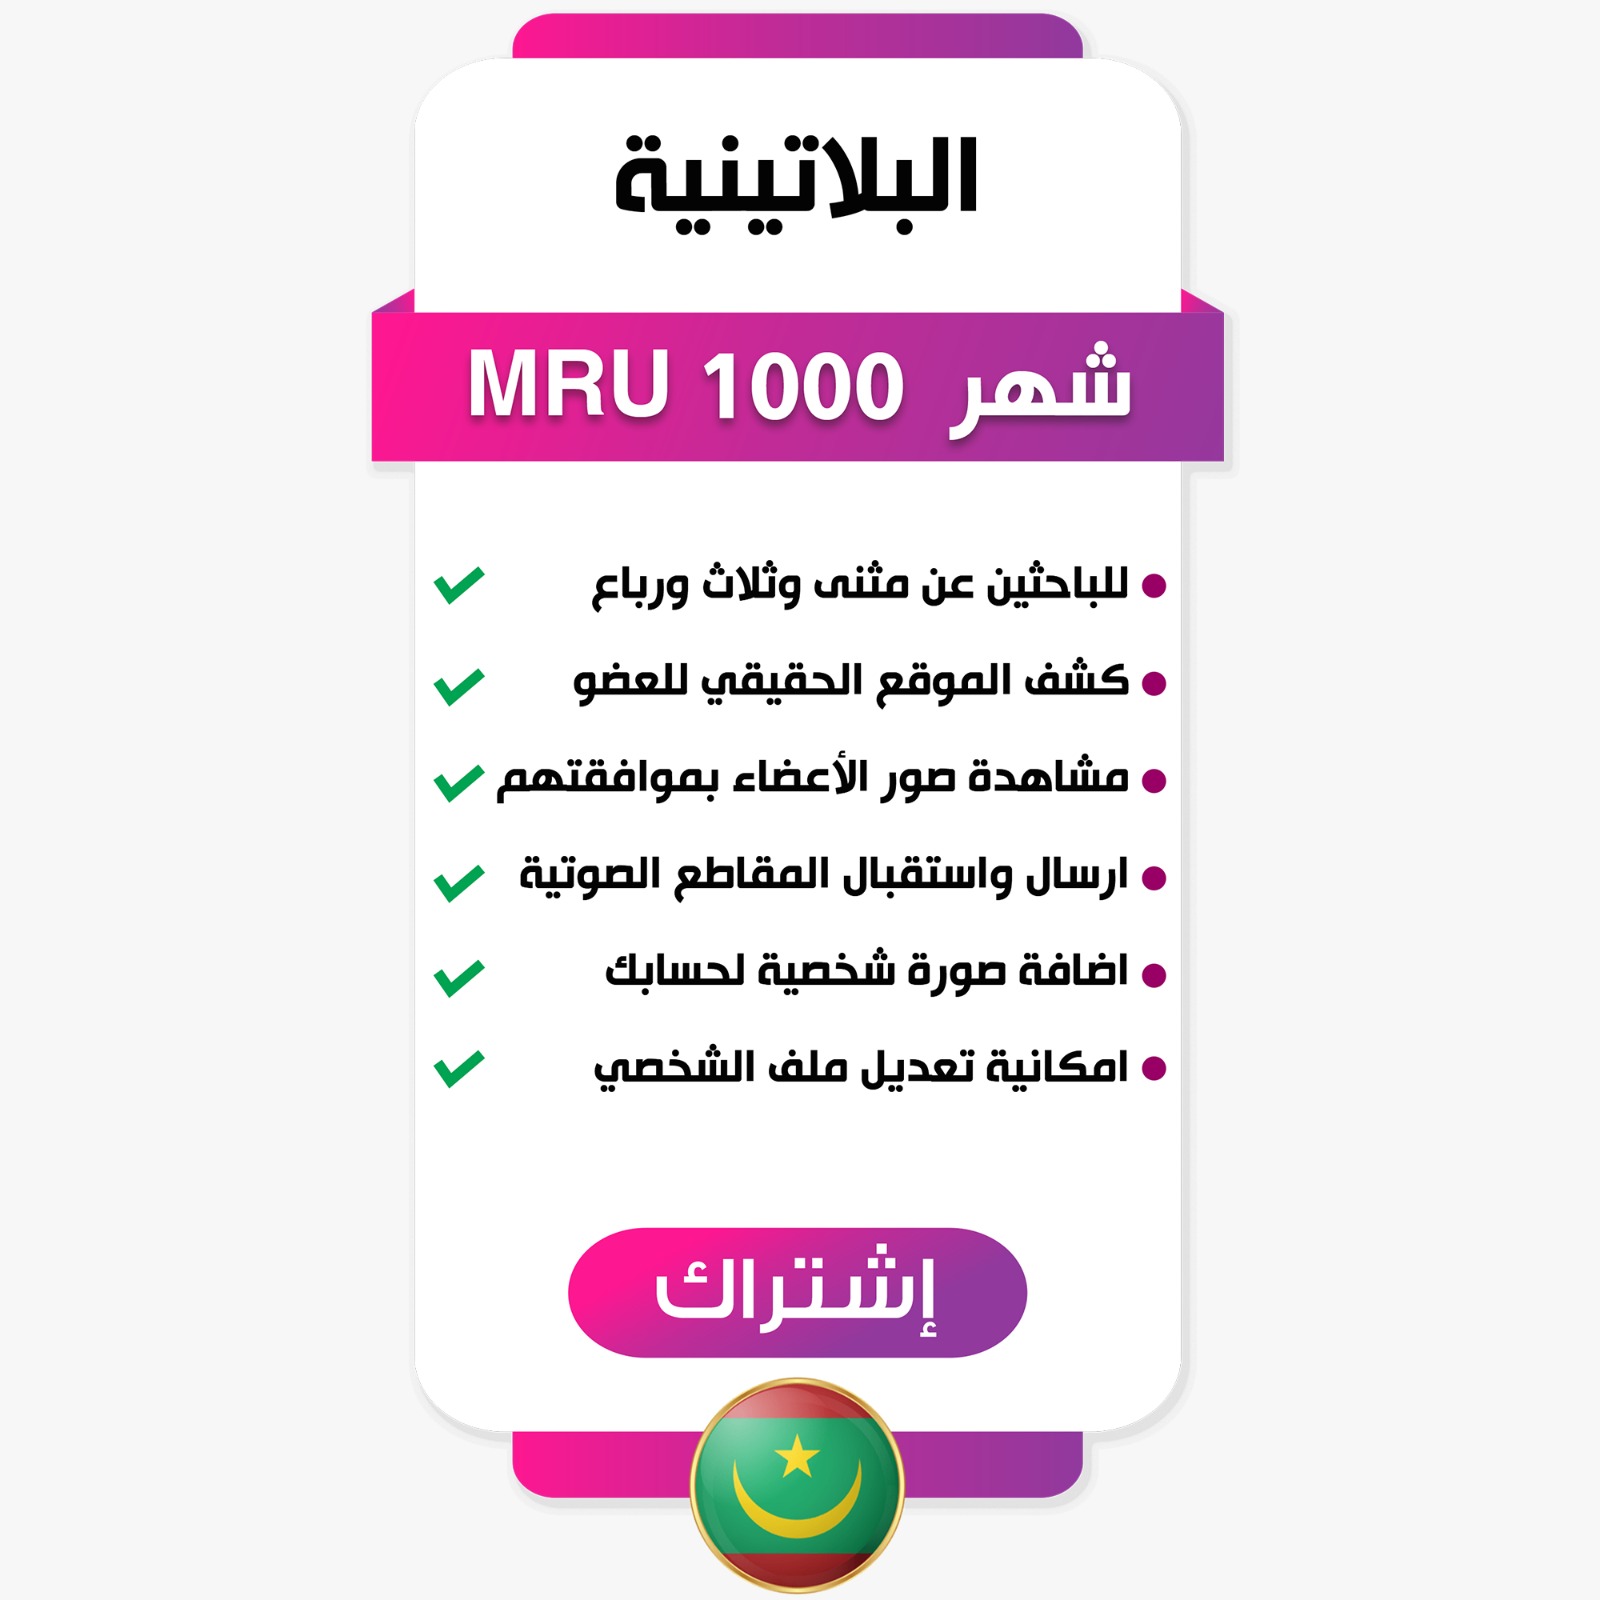 البلاتينية
شهر 1000 MRU
للباحثين عن مثنى وثلاث ورباع
كشف الموقع الحقيقي للعضو
مشاهدة صور الأعضاء بموافقتهم
ارسال واستقبال المقاطع الصوتية
اضافة صورة شخصية لحسابك
امكانية تعديل ملف الشخصي
إشتراك